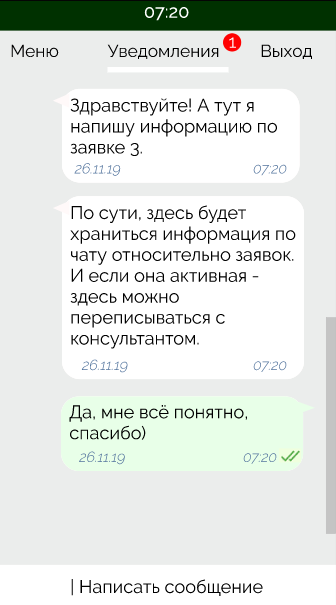 07:20
Меню Уведомления 1 Выход
Здравствуйте! А тут я
напишу информацию по
заявке 3.
26.11.19 07:20
По сути, здесь будет
храниться информация по
чату относительно заявок.
И если она активная -
здесь можно
переписываться с
консультантом.
26.11.19 07:20
Да, мне всё понятно,
спасибо)
26.11.19 07:20
| Написать сообщение